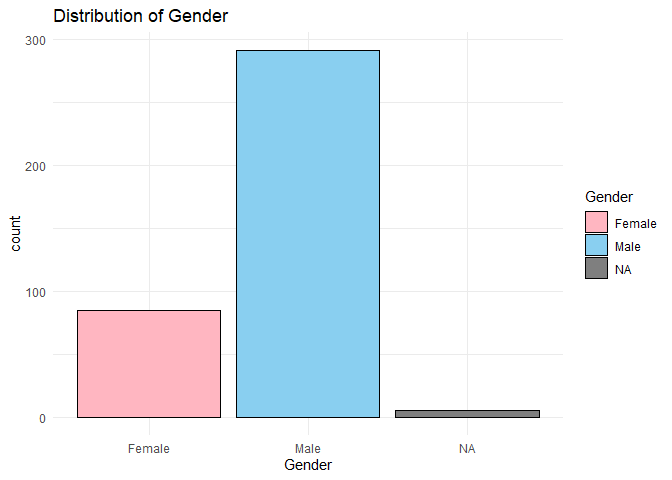 Distribution of Gender
300
200
100
0
count
Female
Male
NA
Gender
Gender
Female
Male
NA